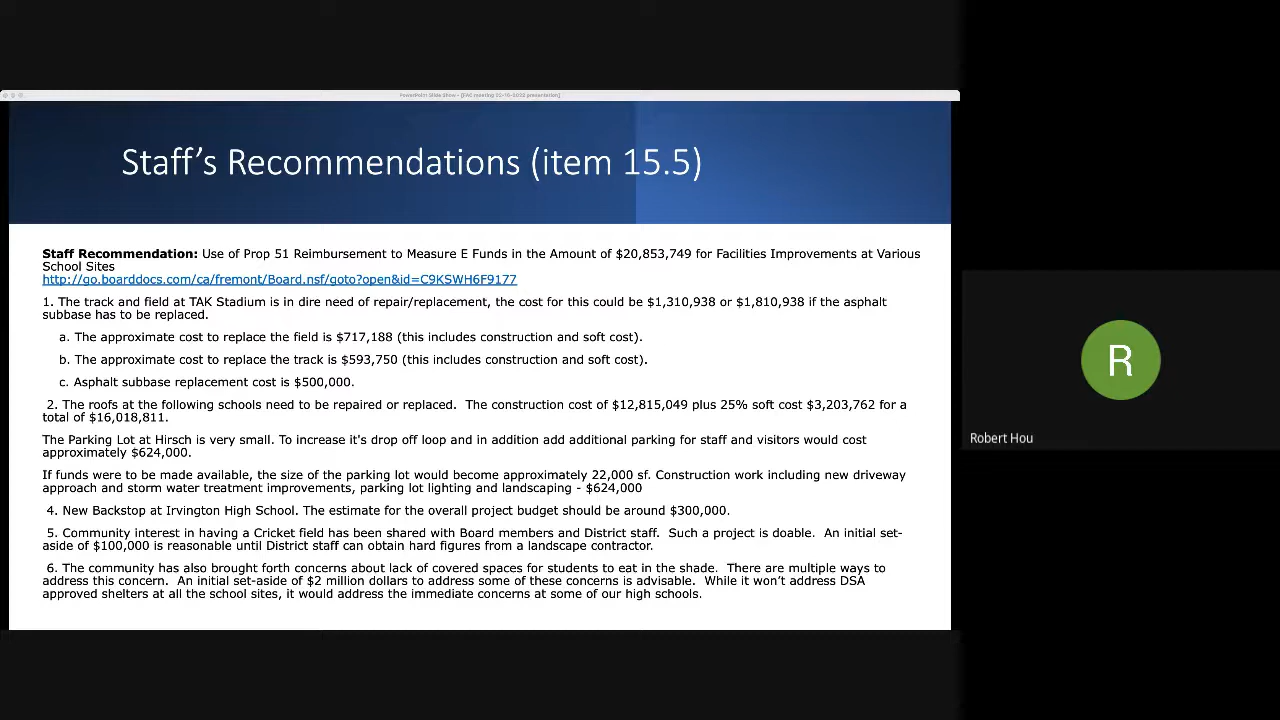 PowerPoint Slide Show - [FAC meeting 02-16-2022 presentation]
Staff's Recommendations (item 15.5)
Staff Recommendation: Use of Prop 51 Reimbursement to Measure E Funds in the Amount of $20,853,749 for Facilities Improvements at Various
School Sites
http://go.boarddocs.com/ca/fremont/Board.nsf/goto?open&id=C9KSWH6F9177
1. The track and field at TAK Stadium is in dire need of repair/replacement, the cost for this could be $1,310,938 or $1,810,938 if the asphalt
subbase has to be replaced.
a. The approximate cost to replace the field is $717,188 (this includes construction and soft cost).
b. The approximate cost to replace the track is $593,750 (this includes construction and soft cost).
c. Asphalt subbase replacement cost is $500,000.
2. The roofs at the following schools need to be repaired or replaced. The construction cost of $12,815,049 plus 25% soft cost $3,203,762 for a
total of $16,018,811.
The Parking Lot at Hirsch is very small. To increase it's drop off loop and in addition add additional parking for staff and visitors would cost
approximately $624,000.
If funds were to be made available, the size of the parking lot would become approximately 22,000 sf. Construction work including new driveway
approach and storm water treatment improvements, parking lot lighting and landscaping - $624,000
4. New Backstop at Irvington High School. The estimate for the overall project budget should be around $300,000.
5. Community interest in having a Cricket field has been shared with Board members and District staff. Such a project is doable. An initial set-
aside of $100,000 is reasonable until District staff can obtain hard figures from a landscape contractor.
6. The community has also brought forth concerns about lack of covered spaces for students to eat in the shade. There are multiple ways to
address this concern. An initial set-aside of $2 million dollars to address some of these concerns is advisable. While it won't address DSA
approved shelters at all the school sites, it would address the immediate concerns at some of our high schools.
R
Robert Hou